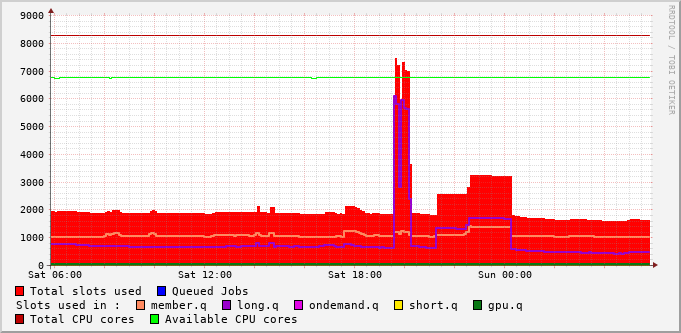 9000
8000
7000
6000
5000
4000
3000
2000
1000
0
Sat 06:00 Sat 12:00 Sat 18:00 Sun 00:00
RRDTOOL / TOBI OETIKER
Total slots used Queued Jobs
Slots used in : member.q long.q ondemand.q short.q gpu.q
Total CPU cores Available CPU cores